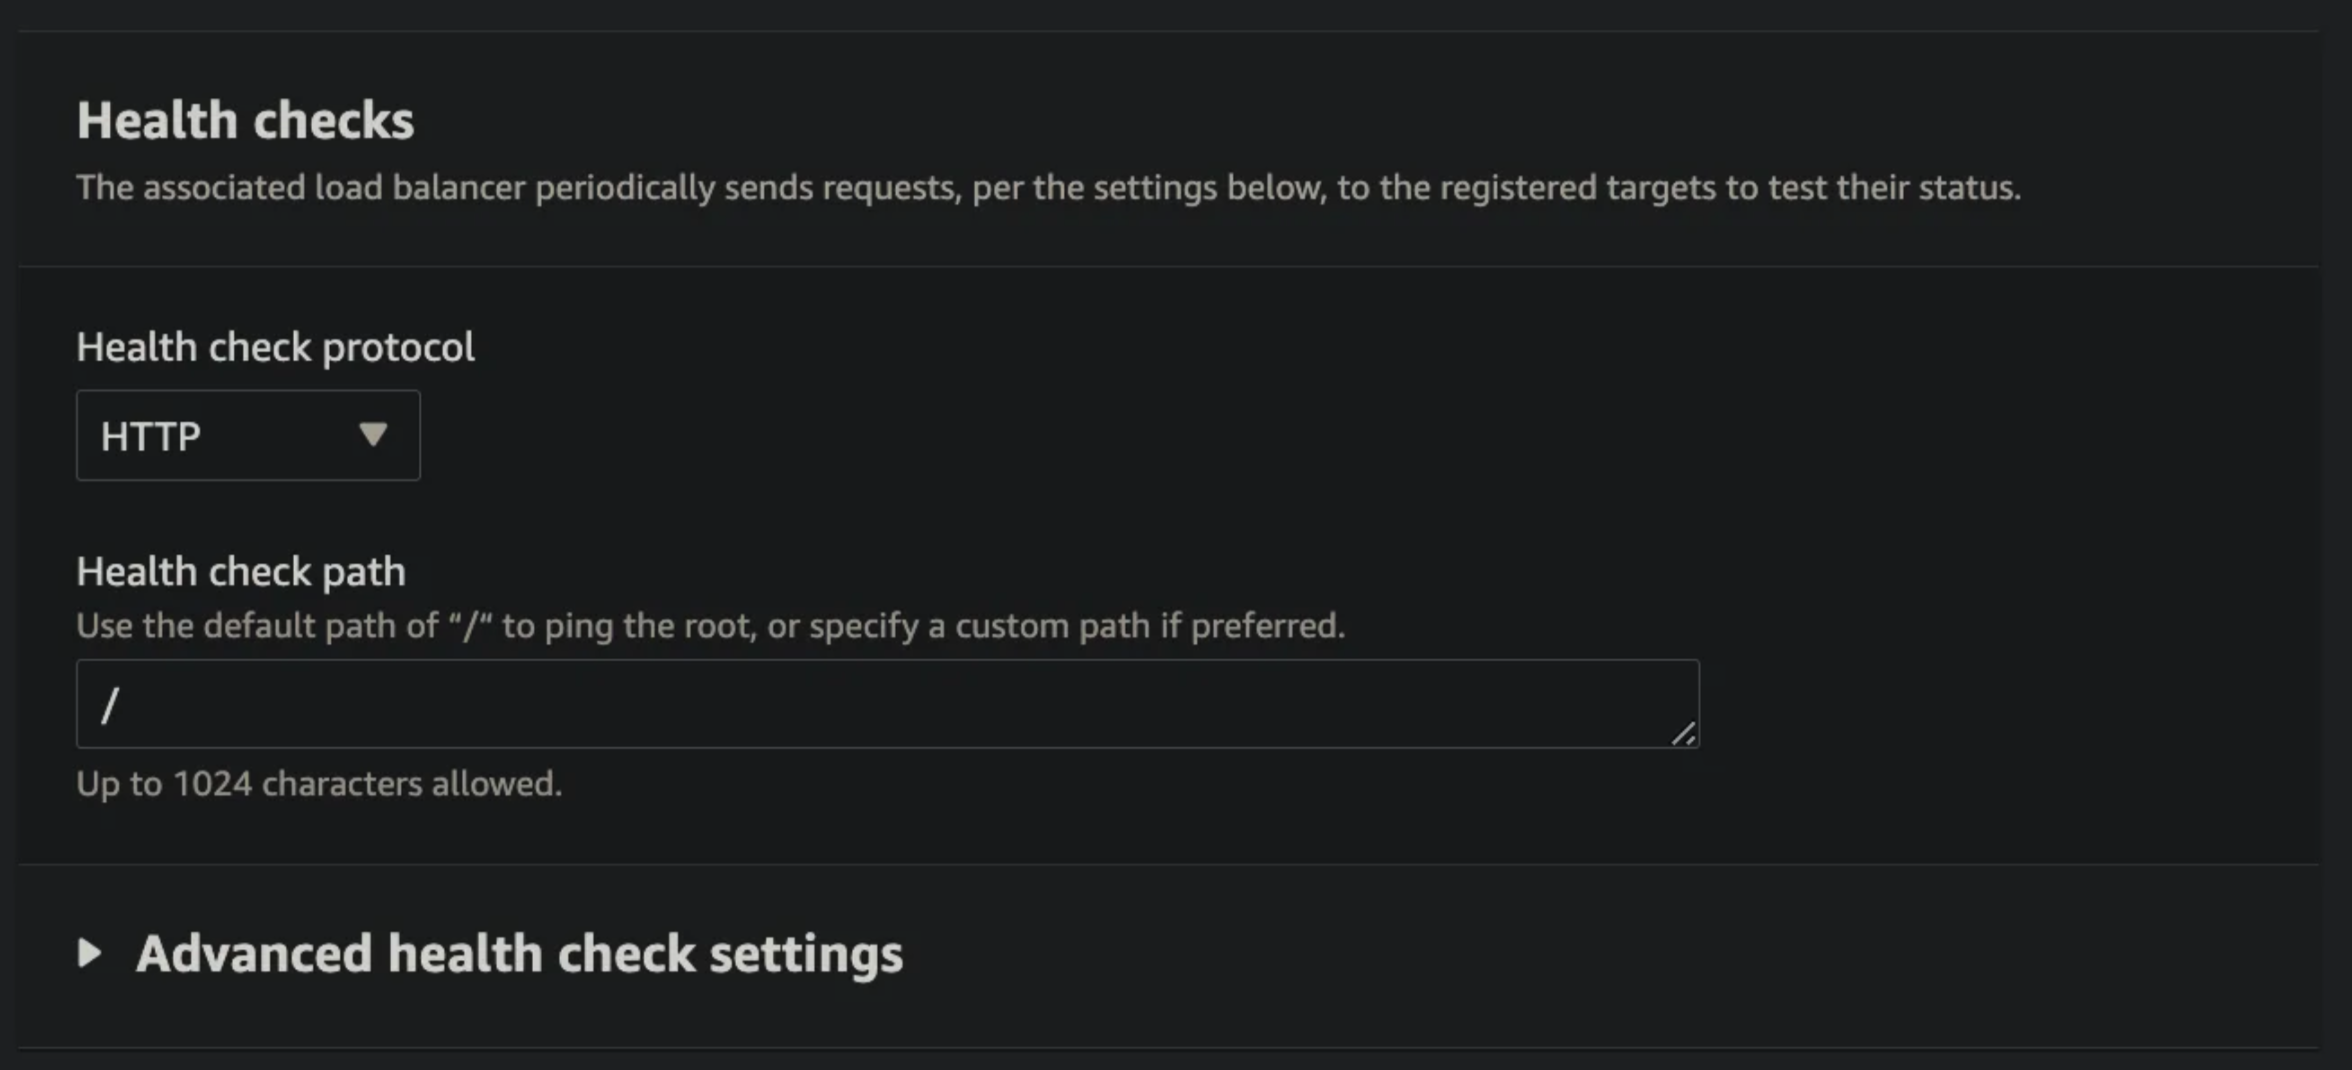 Health checks
The associated load balancer periodically sends requests, per the settings below, to the registered targets to test their status.
Health check protocol
HTTP
Health check path
Use the default path of “/“ to ping the root, or specify a custom path if preferred.
/
Up to 1024 characters allowed.
Advanced health check settings